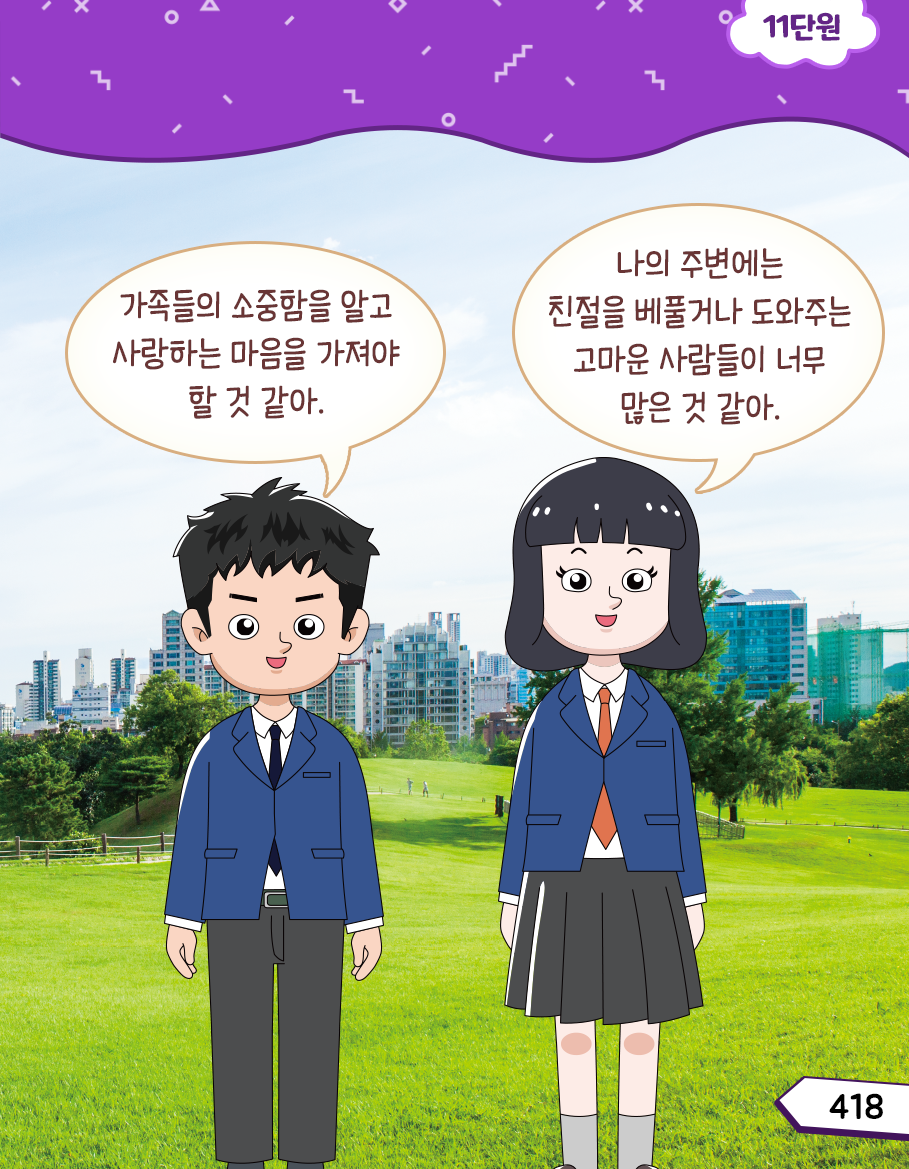 11단원
가족들의 소중함을 알고
사랑하는 마음을 가져야
할 것 같아.
나의 주변에는
친절을 베풀거나 도와주는
고마운 사람들이 너무
많은 것 같아.
418